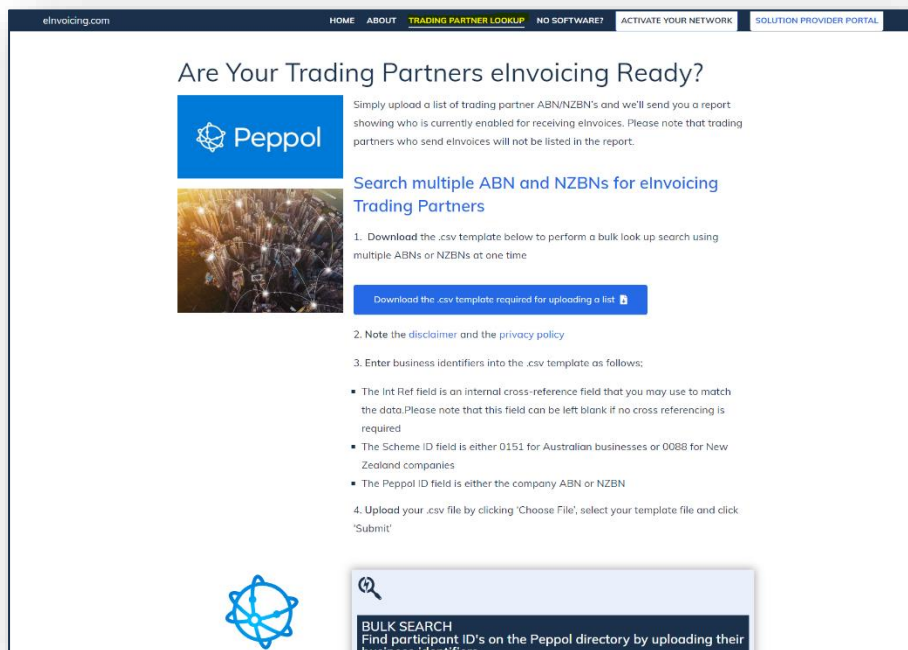 eInvoicing.com
HOME ABOUT TRADING PARTNER LOOKUP NO SOFTWARE? ACTIVATE YOUR NETWORK SOLUTION PROVIDER PORTAL
Are Your Trading Partners eInvoicing Ready?
Peppol
Simply upload a list of trading partner ABN/NZBN's and we'll send you a report
showing who is currently enabled for receiving eInvoices. Please note that trading
partners who send eInvoices will not be listed in the report.
Search multiple ABN and NZBNs for eInvoicing
Trading Partners
1. Download the .csv template below to perform a bulk look up search using
multiple ABNs or NZBNs at one time
Download the .csv template required for uploading a list
2. Note the disclaimer and the privacy policy
3. Enter business identifiers into the .csv template as follows;
▪ The Int Ref field is an internal cross-reference field that you may use to match
the data.Please note that this field can be left blank if no cross referencing is
required
▪ The Scheme ID field is either 0151 for Australian businesses or 0088 for New
Zealand companies
▪ The Peppol ID field is either the company ABN or NZBN
4. Upload your .csv file by clicking 'Choose File', select your template file and click
'Submit'
BULK SEARCH
Find participant ID's on the Peppol directory by uploading their
business identifiers